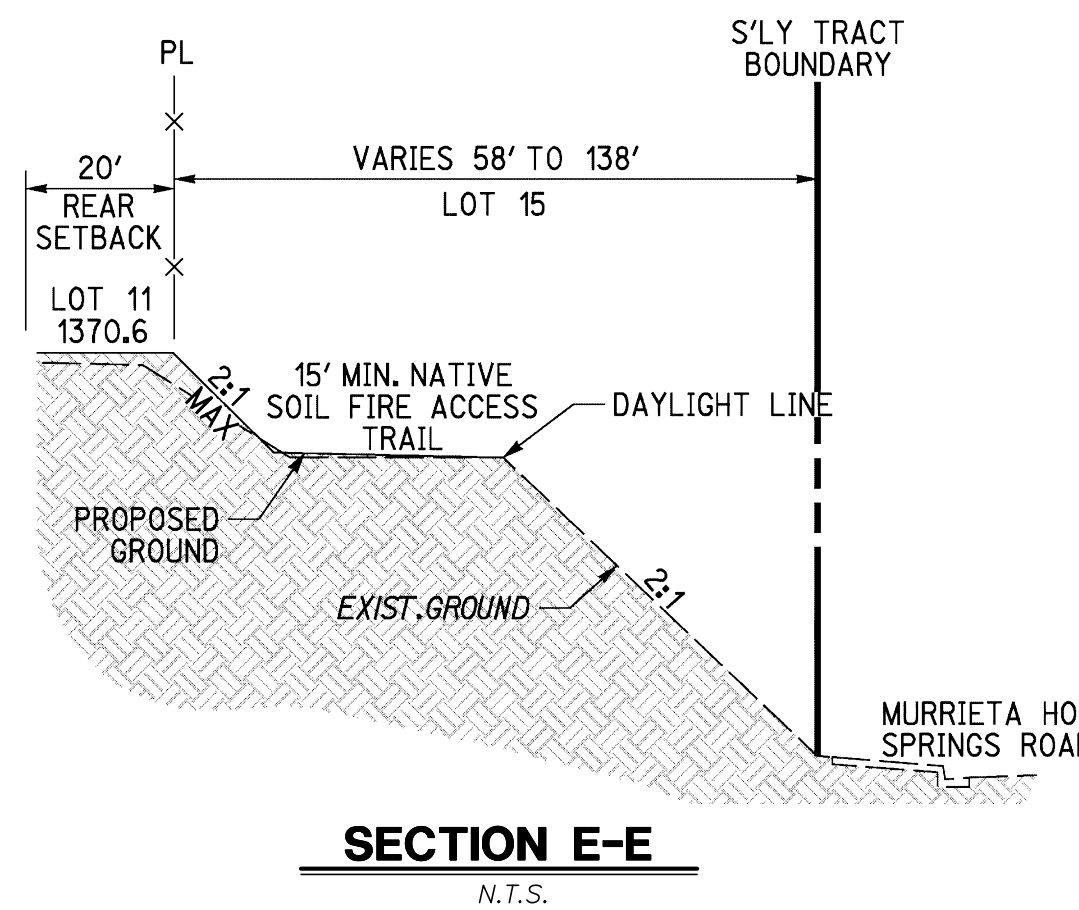 S'LY TRACT
BOUNDARY
PL
20'
REAR
SETBACK
VARIES 58' TO 138'
LOT 15
LOT 11
1370.6
2:1
MAX
15' MIN. NATIVE
SOIL FIRE ACCESS
TRAIL
DAYLIGHT LINE
PROPOSED
GROUND
EXIST. GROUND
2:1
MURRIETA HO
SPRINGS ROA
SECTION E-E
N.T.S.